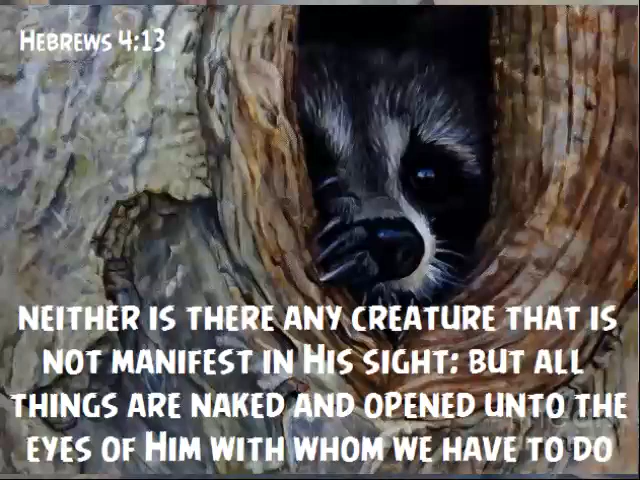 Hebrews 4:13
neither is there any creature that is
not manifest in His sight: but all
things are naked and opened unto the
eyes of Him with whom we have to do